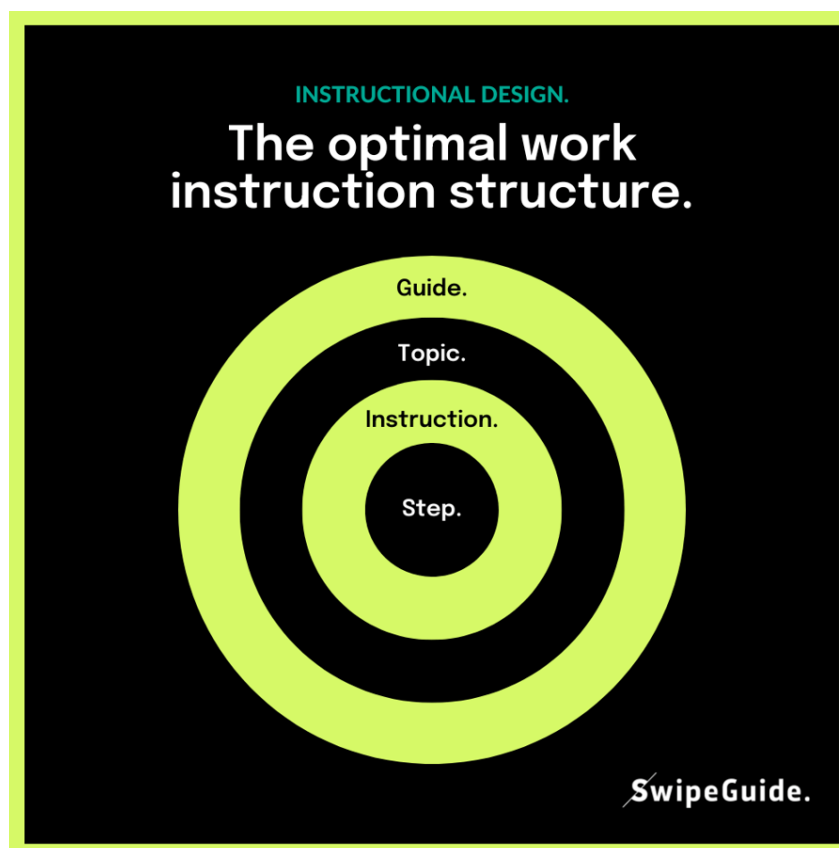 INSTRUCTIONAL DESIGN.
The optimal work
instruction structure.
Guide.
Topic.
Instruction.
Step.
SwipeGuide.